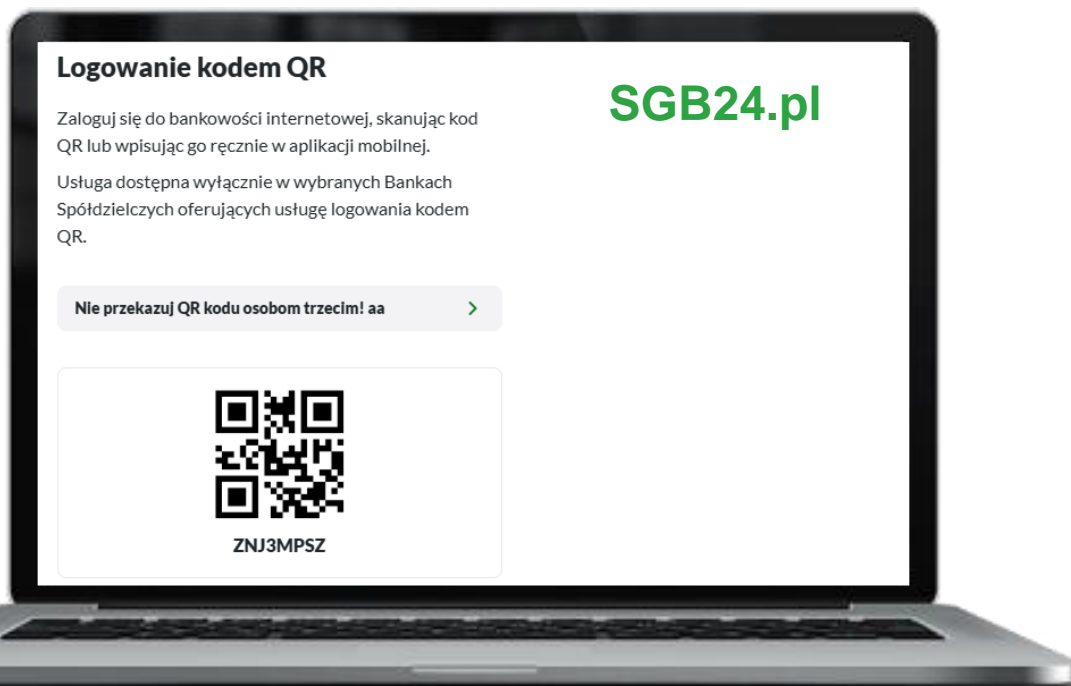 Logowanie kodem QR
SGB24.pl
Zaloguj się do bankowości internetowej, skanując kod
QR lub wpisując go ręcznie w aplikacji mobilnej.
Usługa dostępna wyłącznie w wybranych Bankach
Spółdzielczych oferujących usługę logowania kodem
QR.
Nie przekazuj QR kodu osobom trzecim! aa
ZNJ3MPSZ